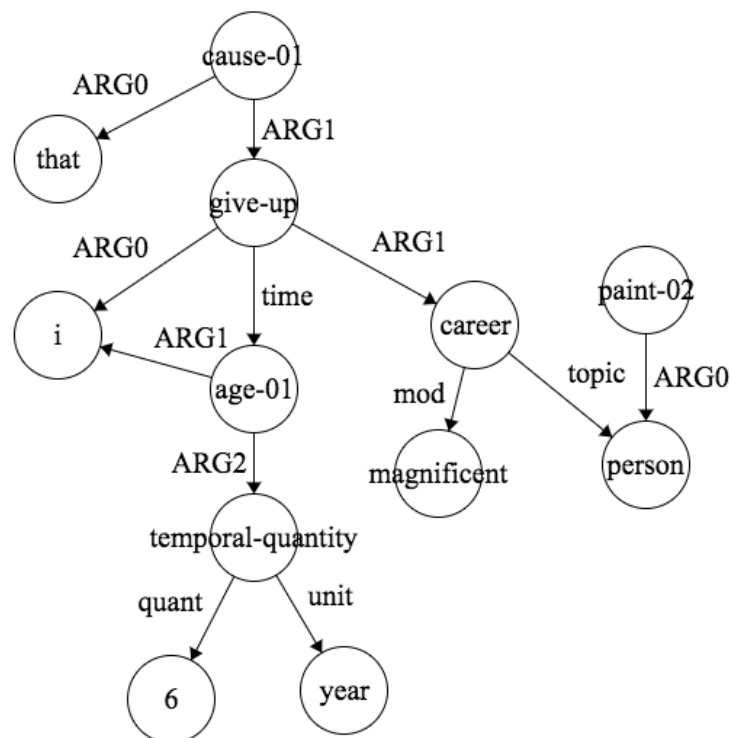 cause-01
ARG0
that
ARG1
give-up
ARG0
time
ARG1
i
ARG1
age-01
career
paint-02
mod
topic
ARG0
ARG2
magnificent
person
temporal-quantity
quant
unit
6
year